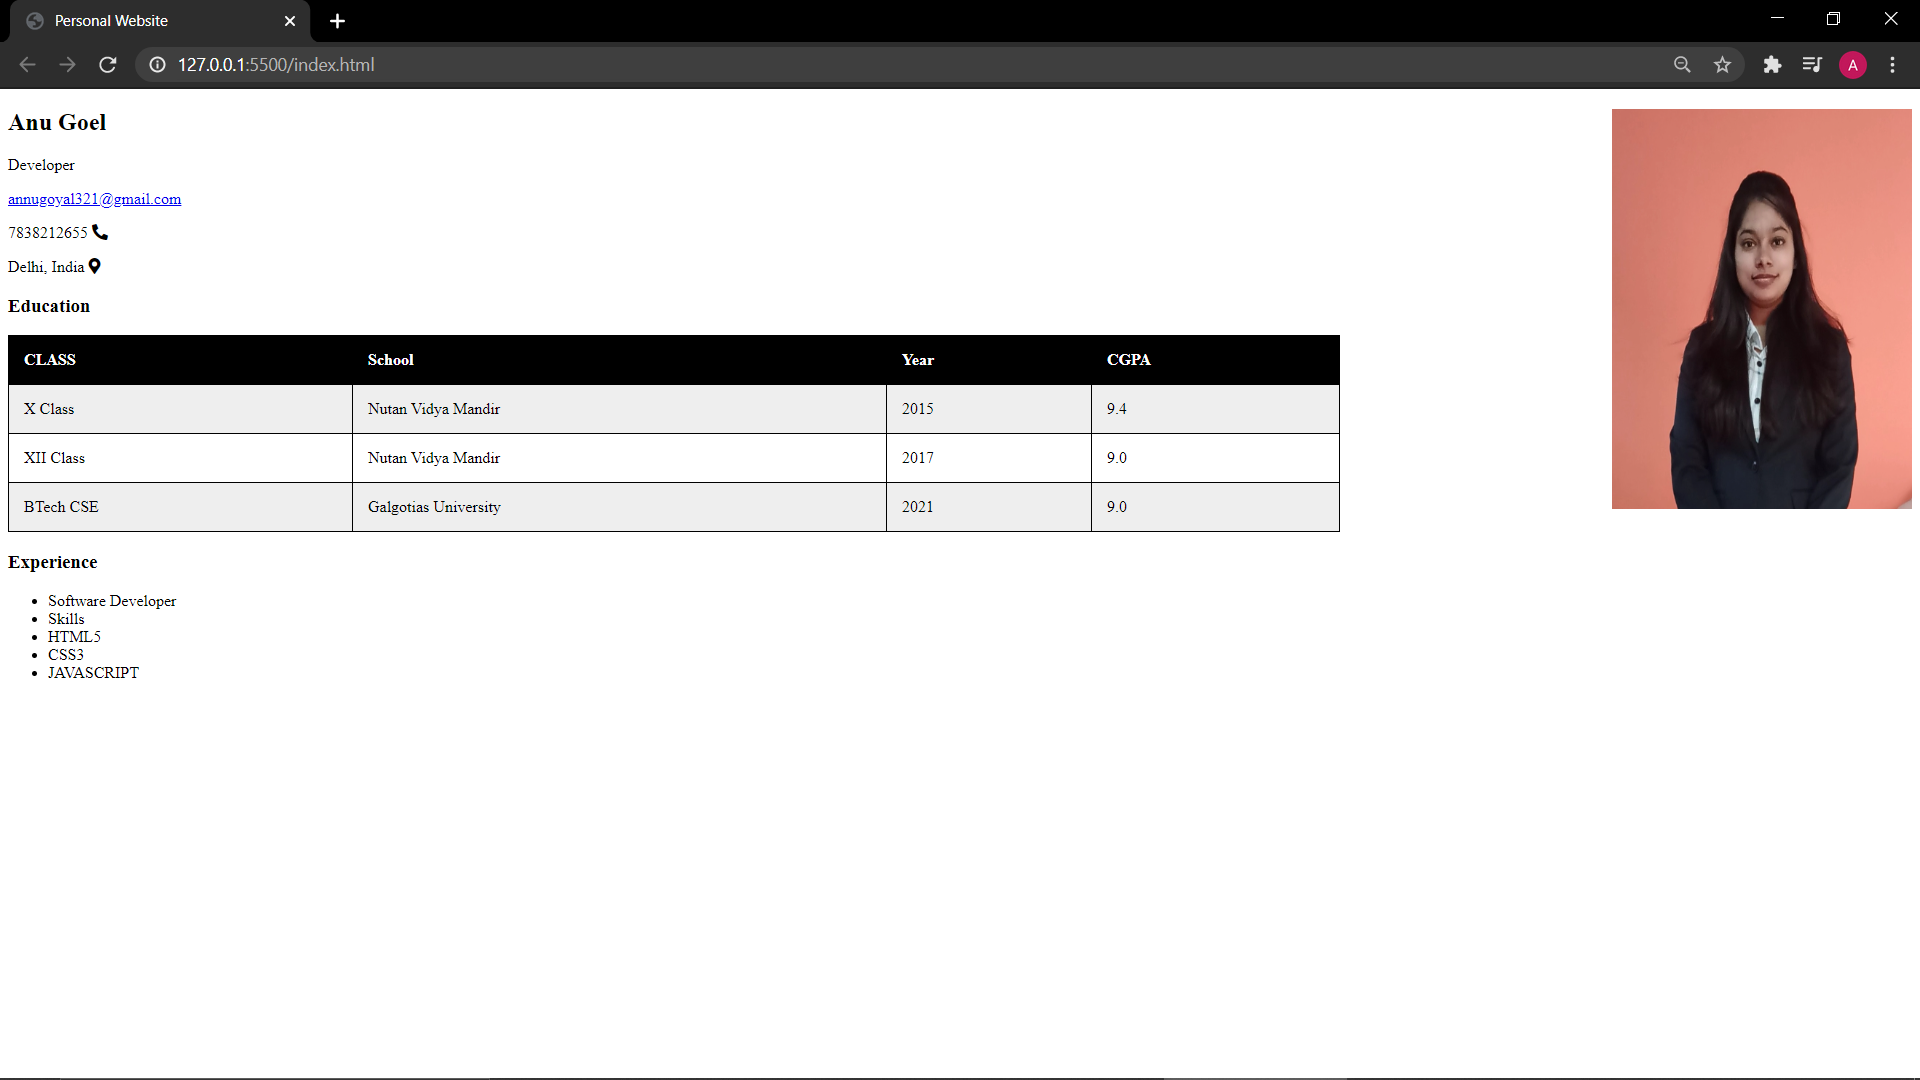 Personal Website
127.0.0.1:5500/index.html
A
Anu Goel
Developer
annugoyal321@gmail.com
7838212655
Delhi, India
Education
CLASS School Year CGPA
X Class Nutan Vidya Mandir 2015 9.4
XII Class Nutan Vidya Mandir 2017 9.0
BTech CSE Galgotias University 2021 9.0
Experience
Software Developer
Skills
HTML5
CSS3
JAVASCRIPT